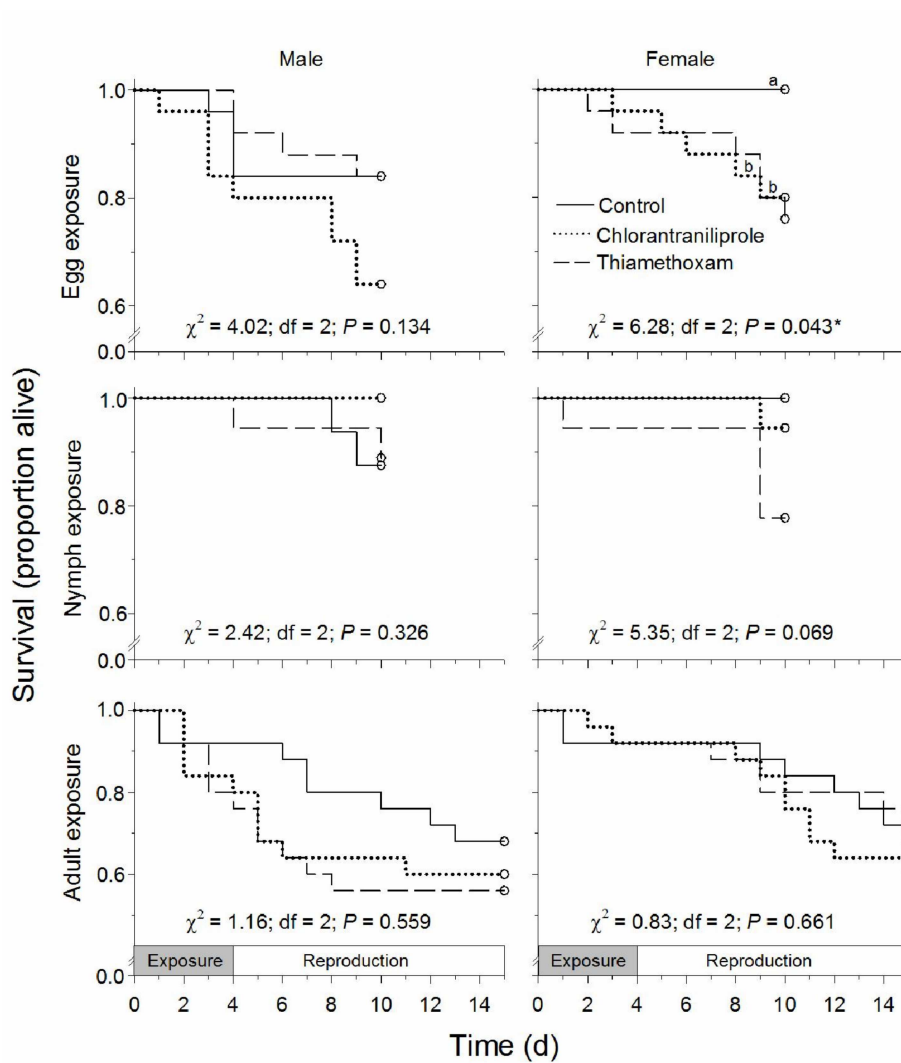 Male
Female
Survival (proportion alive)
Egg exposure
1.0
0.8
0.6
0.0
χ² = 4.02; df = 2; P = 0.134
a
b
b
Control
Chlorantraniliprole
Thiamethoxam
χ² = 6.28; df = 2; P = 0.043*
Nymph exposure
1.0
0.8
0.6
0.0
χ² = 2.42; df = 2; P = 0.326
χ² = 5.35; df = 2; P = 0.069
Adult exposure
1.0
0.8
0.6
0.0
χ² = 1.16; df = 2; P = 0.559
Exposure
Reproduction
χ² = 0.83; df = 2; P = 0.661
Exposure
Reproduction
0 2 4 6 8 10 12 14
0 2 4 6 8 10 12 14
Time (d)